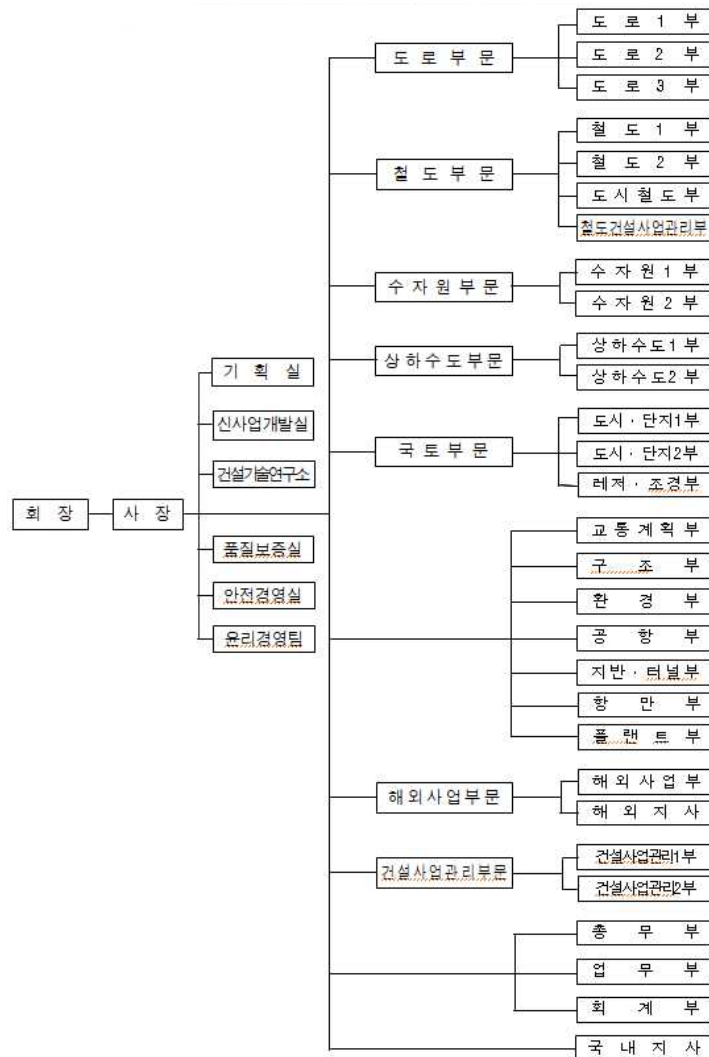 회 장
사 장
기 획 실
신사업개발실
건설기술연구소
품질보증실
안전경영실
윤리경영팀
도 로 부 문
도 로 1 부
도 로 2 부
도 로 3 부
철 도 부 문
철 도 1 부
철 도 2 부
도 시 철 도 부
철도건설사업관리부
수 자 원 부 문
수 자 원 1 부
수 자 원 2 부
상 하 수 도 부 문
상 하 수 도 1 부
상 하 수 도 2 부
국 토 부 문
도시 · 단지1부
도시 · 단지2부
레저 · 조경부
교 통 계 획 부
구 조 부
환 경 부
공 항 부
지반 · 터널부
항 만 부
플 랜 트 부
해 외 사 업 부 문
해 외 사 업 부
해 외 지 사
건설사업관리부문
건설사업관리1부
건설사업관리2부
총 무 부
업 무 부
회 계 부
국 내 지 사